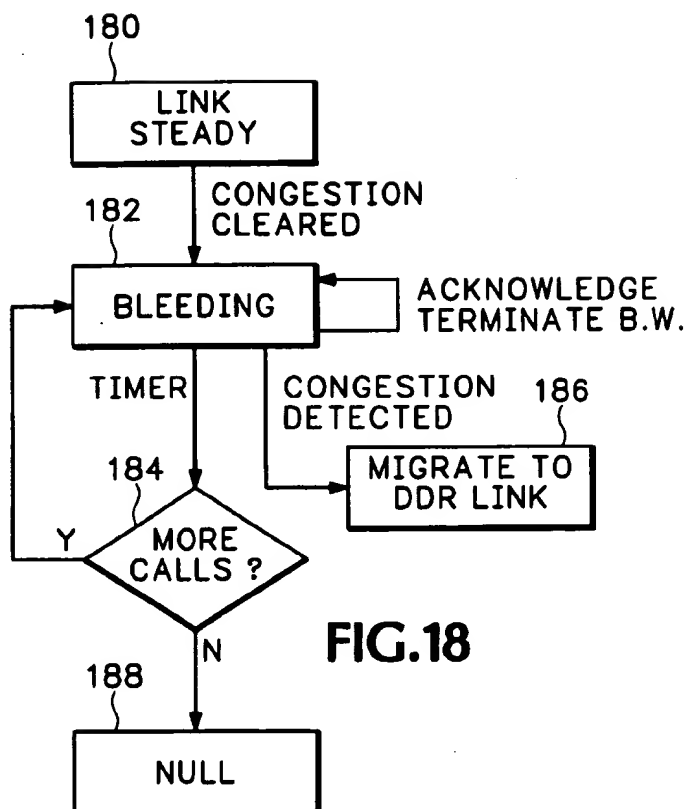 180
LINK
STEADY
CONGESTION
CLEARED
182
BLEEDING
ACKNOWLEDGE
TERMINATE B.W.
TIMER
CONGESTION
DETECTED
186
MIGRATE TO
DDR LINK
184
Y
MORE
CALLS ?
N
FIG.18
188
NULL